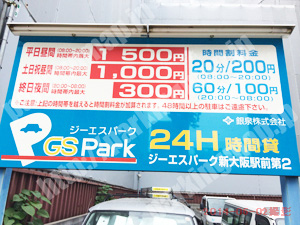 平日昼間 (08:00-20:00) 時間帯内最大 1,500円
土日祝昼間 (08:00-20:00) 時間帯内最大 1,000円
終日夜間 (20:00-08:00) 時間帯内最大 300円
時間割料金
20分/200円
(08:00~20:00)
60分/100円
(20:00~08:00)
ご注意:上記の時間帯を越えると時間割料金が加算されます。48時間以上の駐車はご遠慮下さい。
銀泉株式会社
ジーエスパーク
GS Park
24H 時間貸
ジーエスパーク新大阪駅前第2